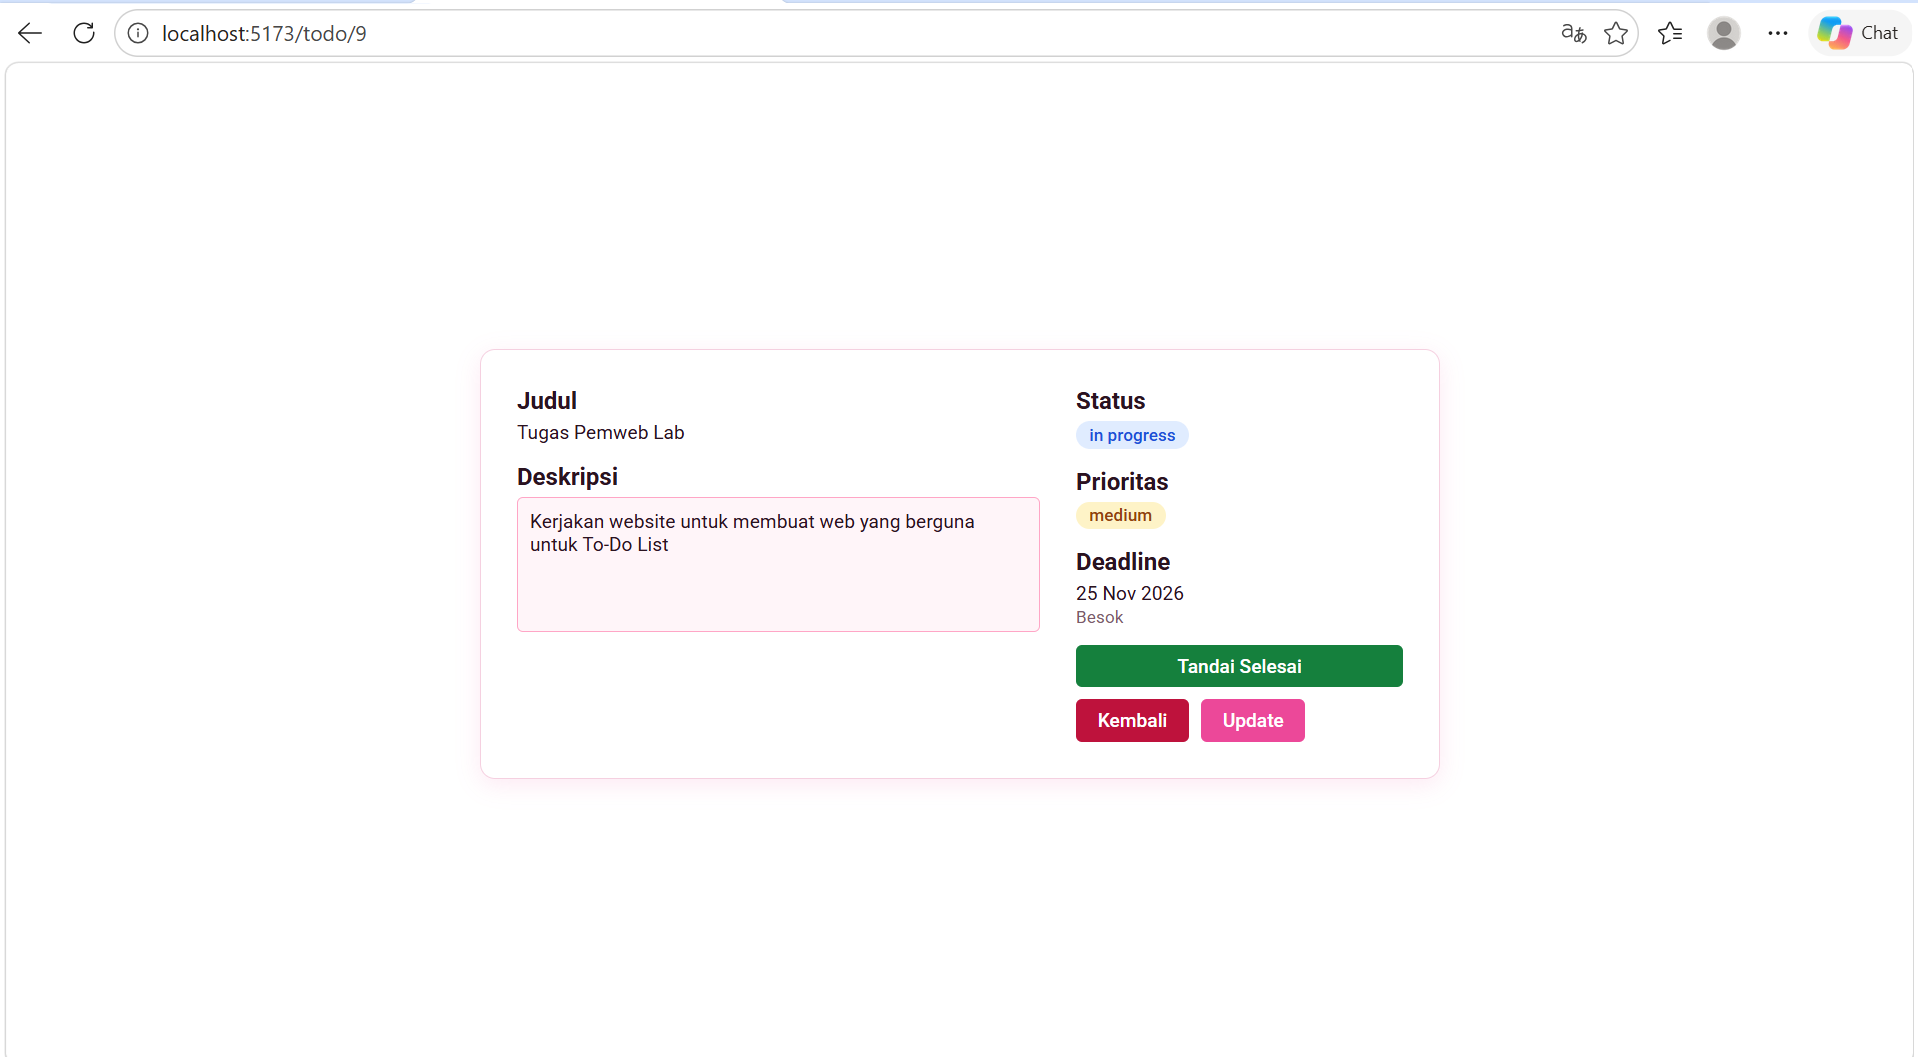 localhost:5173/todo/9
Chat
Judul
Tugas Pemweb Lab
Deskripsi
Kerjakan website untuk membuat web yang berguna
untuk To-Do List
Status
in progress
Prioritas
medium
Deadline
25 Nov 2026
Besok
Tandai Selesai
Kembali
Update